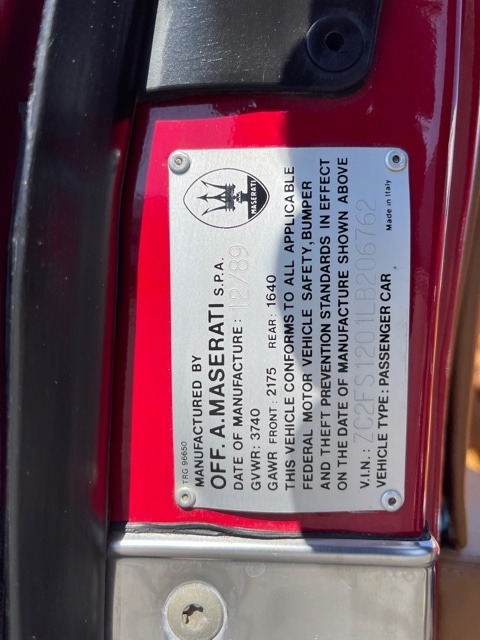 MASERATI
TRG 96650
MANUFACTURED BY
OFF. A.MASERATI S.P.A.
DATE OF MANUFACTURE: 12/89
GVWR: 3740
GAWR FRONT: 2175 REAR: 1640
THIS VEHICLE CONFORMS TO ALL APPLICABLE
FEDERAL MOTOR VEHICLE SAFETY,BUMPER
AND THEFT PREVENTION STANDARDS IN EFFECT
ON THE DATE OF MANUFACTURE SHOWN ABOVE
V.I.N.: ZC2FS1201LB206762
VEHICLE TYPE: PASSENGER CAR
Made in Italy